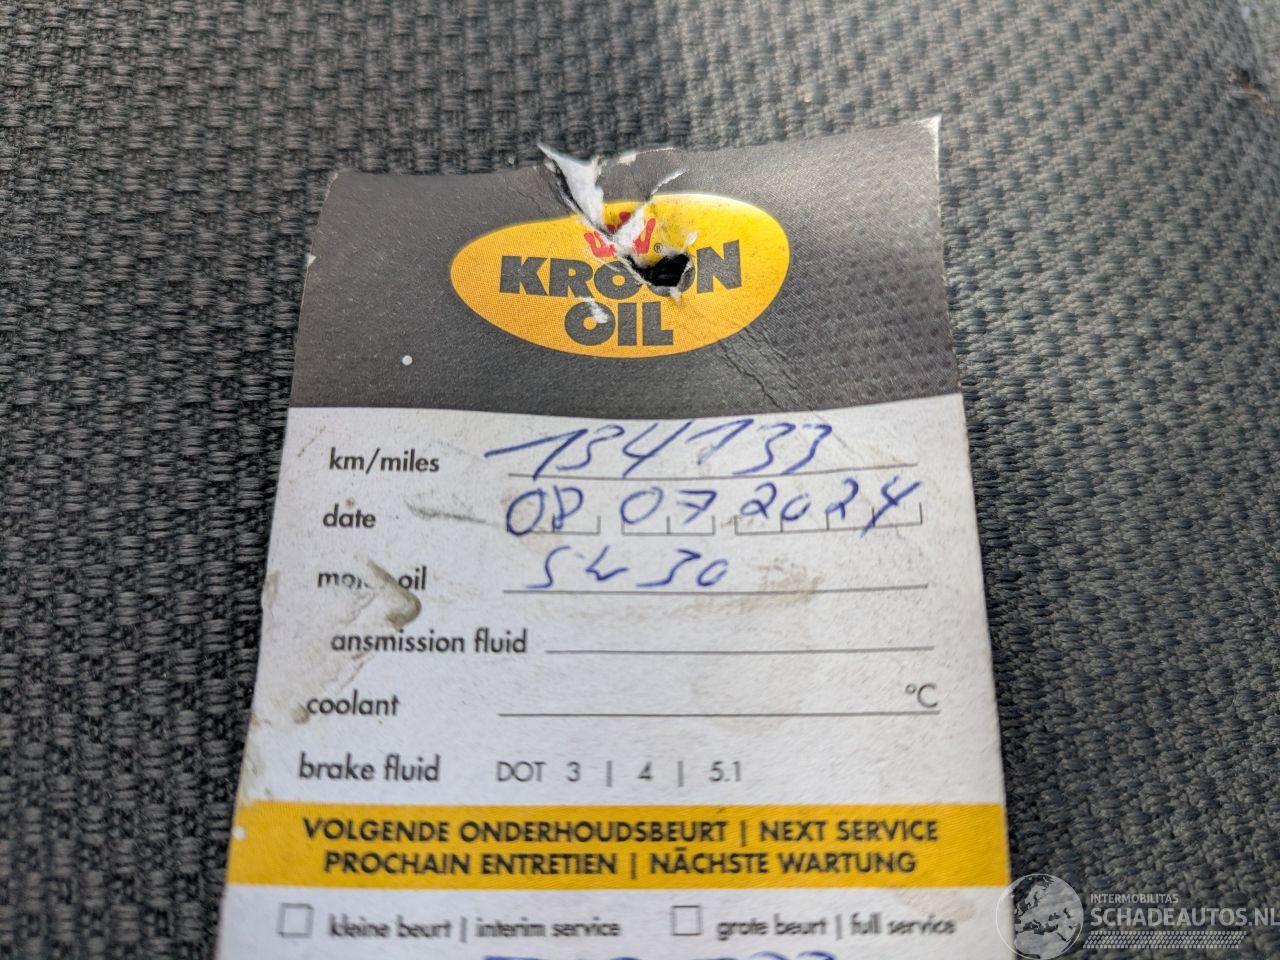 KROON
OIL
km/miles 134133
date 08 07 2024
oil 5w30
ansmission fluid
coolant °C
brake fluid DOT 3 | 4 | 5.1
VOLGENDE ONDERHOUDSBEURT | NEXT SERVICE
PROCHAIN ENTRETIEN | NÄCHSTE WARTUNG
kleine beurt | interim service grote beurt | full service
INTERMOBILITAS
SCHADEAUTOS.NL